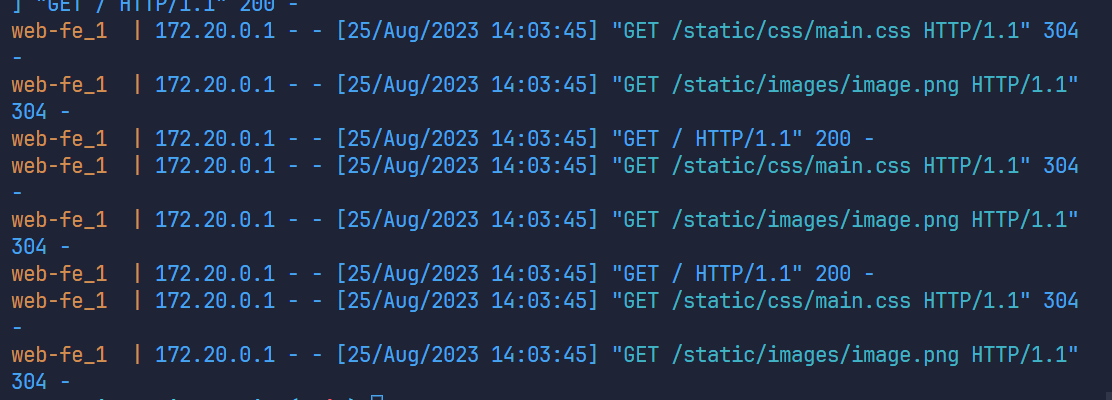 ] "GET / HTTP/1.1" 200 -
web-fe_1  | 172.20.0.1 - - [25/Aug/2023 14:03:45] "GET /static/css/main.css HTTP/1.1" 304
-
web-fe_1  | 172.20.0.1 - - [25/Aug/2023 14:03:45] "GET /static/images/image.png HTTP/1.1"
304 -
web-fe_1  | 172.20.0.1 - - [25/Aug/2023 14:03:45] "GET / HTTP/1.1" 200 -
web-fe_1  | 172.20.0.1 - - [25/Aug/2023 14:03:45] "GET /static/css/main.css HTTP/1.1" 304
-
web-fe_1  | 172.20.0.1 - - [25/Aug/2023 14:03:45] "GET /static/images/image.png HTTP/1.1"
304 -
web-fe_1  | 172.20.0.1 - - [25/Aug/2023 14:03:45] "GET / HTTP/1.1" 200 -
web-fe_1  | 172.20.0.1 - - [25/Aug/2023 14:03:45] "GET /static/css/main.css HTTP/1.1" 304
-
web-fe_1  | 172.20.0.1 - - [25/Aug/2023 14:03:45] "GET /static/images/image.png HTTP/1.1"
304 -